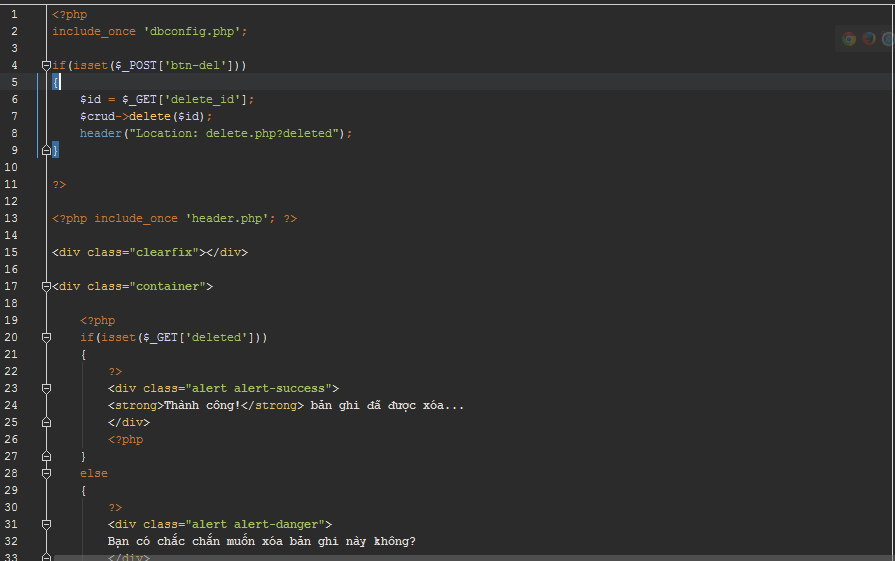 1 <?php
2 include_once 'dbconfig.php';
3
4 if(isset($_POST['btn-del']))
5 {
6 $id = $_GET['delete_id'];
7 $crud->delete($id);
8 header("Location: delete.php?deleted");
9 }
10
11 ?>
12
13 <?php include_once 'header.php'; ?>
14
15 <div class="clearfix"></div>
16
17 <div class="container">
18
19 <?php
20 if(isset($_GET['deleted']))
21 {
22 ?>
23 <div class="alert alert-success">
24 <strong>Thành công!</strong> bản ghi đã được xóa...
25 </div>
26 <?php
27 }
28 else
29 {
30 ?>
31 <div class="alert alert-danger">
32 Bạn có chắc chắn muốn xóa bản ghi này không?
33 </div>